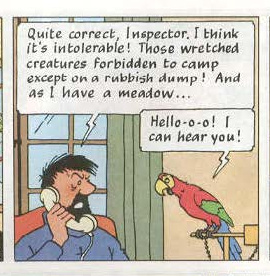 Quite correct, Inspector. I think
it's intolerable! Those wretched
creatures forbidden to camp
except on a rubbish dump! And
as I have a meadow...
Hello-o-o! I
can hear you!